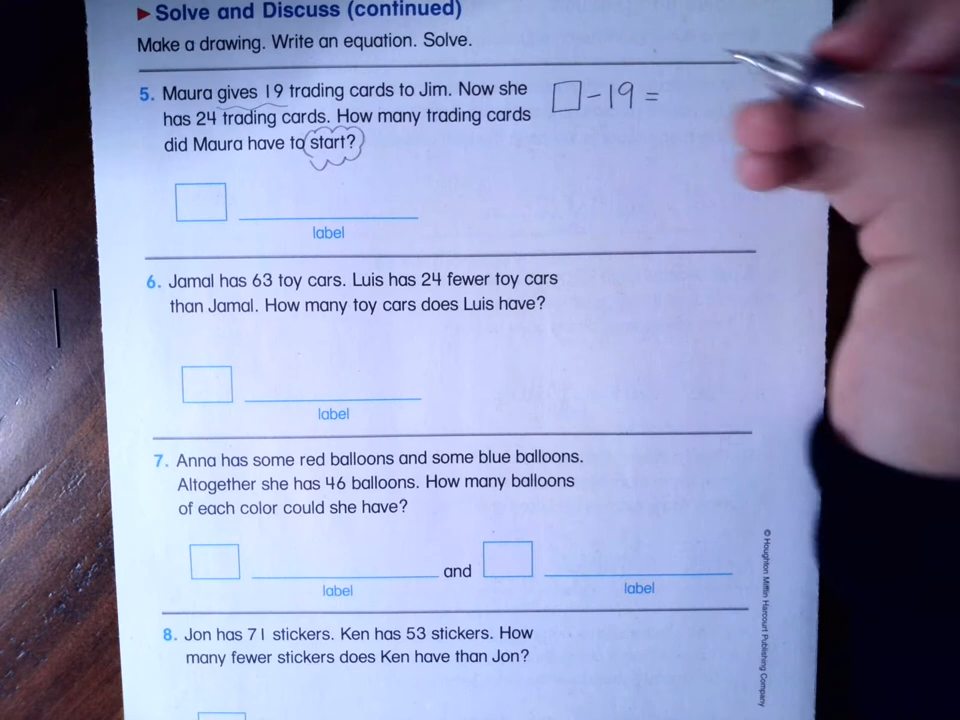 ▶ Solve and Discuss (continued)
Make a drawing. Write an equation. Solve.
5. Maura gives 19 trading cards to Jim. Now she
has 24 trading cards. How many trading cards
did Maura have to start?
□ – 19 =
label
6. Jamal has 63 toy cars. Luis has 24 fewer toy cars
than Jamal. How many toy cars does Luis have?
label
7. Anna has some red balloons and some blue balloons.
Altogether she has 46 balloons. How many balloons
of each color could she have?
and
label label
8. Jon has 71 stickers. Ken has 53 stickers. How
many fewer stickers does Ken have than Jon?
© Houghton Mifflin Harcourt Publishing Company